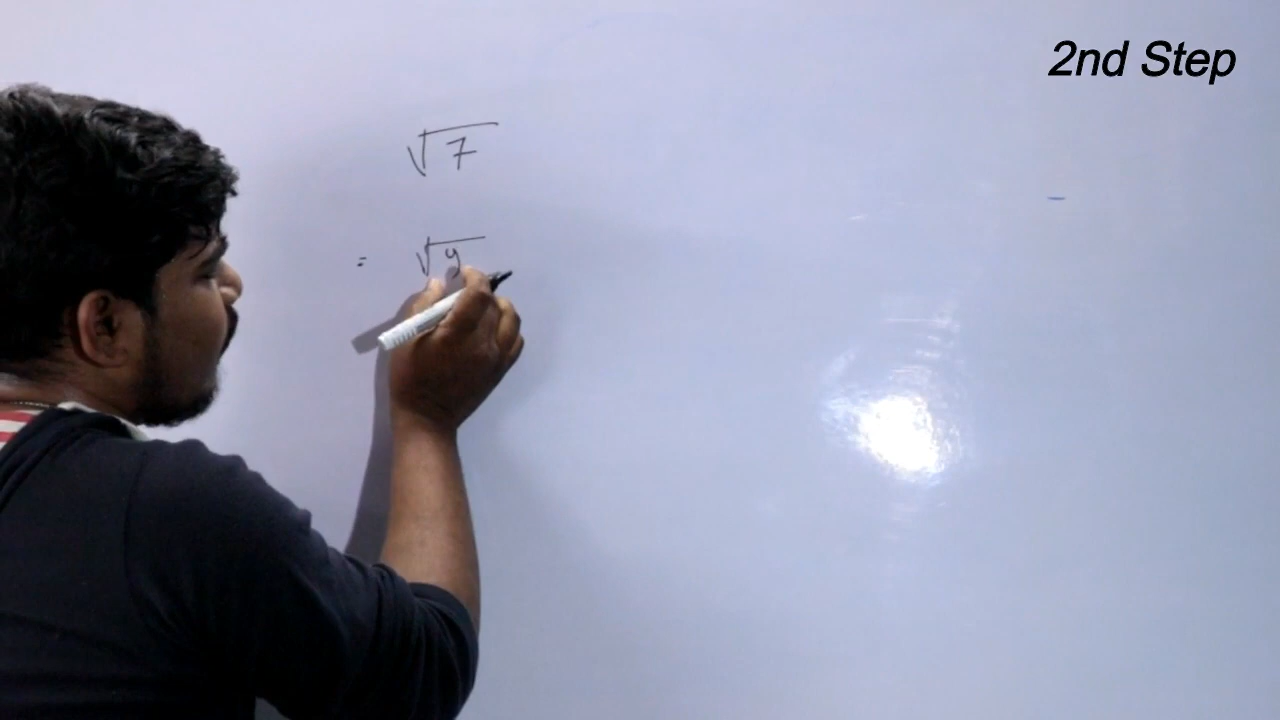 2nd Step
√7
= √y